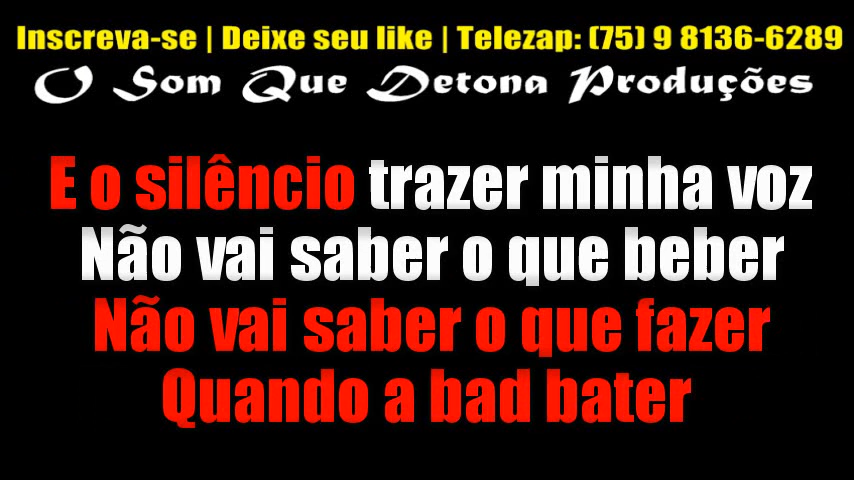 Inscreva-se | Deixe seu like | Telezap: (75) 9 8136-6289
O Som Que Detona Produções
E o silêncio trazer minha voz
Não vai saber o que beber
Não vai saber o que fazer
Quando a bad bater